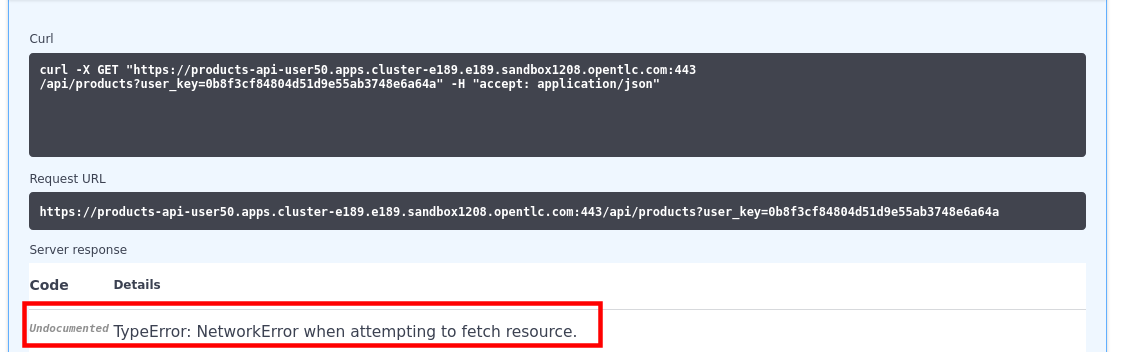 Curl
curl -X GET "https://products-api-user50.apps.cluster-e189.e189.sandbox1208.opentlc.com:443
/api/products?user_key=0b8f3cf84804d51d9e55ab3748e6a64a" -H "accept: application/json"
Request URL
https://products-api-user50.apps.cluster-e189.e189.sandbox1208.opentlc.com:443/api/products?user_key=0b8f3cf84804d51d9e55ab3748e6a64a
Server response
Code Details
Undocumented TypeError: NetworkError when attempting to fetch resource.